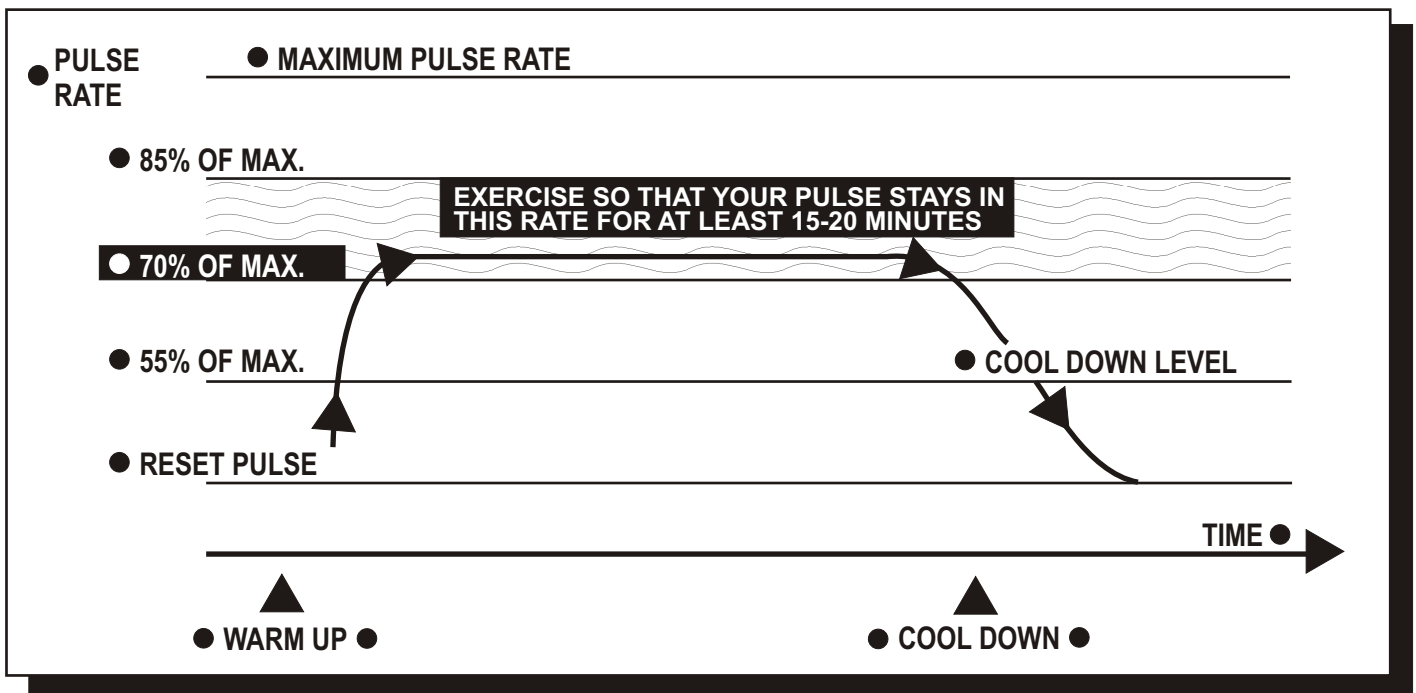 PULSE
RATE
MAXIMUM PULSE RATE
85% OF MAX.
EXERCISE SO THAT YOUR PULSE STAYS IN
THIS RATE FOR AT LEAST 15-20 MINUTES
70% OF MAX.
55% OF MAX.
COOL DOWN LEVEL
RESET PULSE
TIME
WARM UP
COOL DOWN